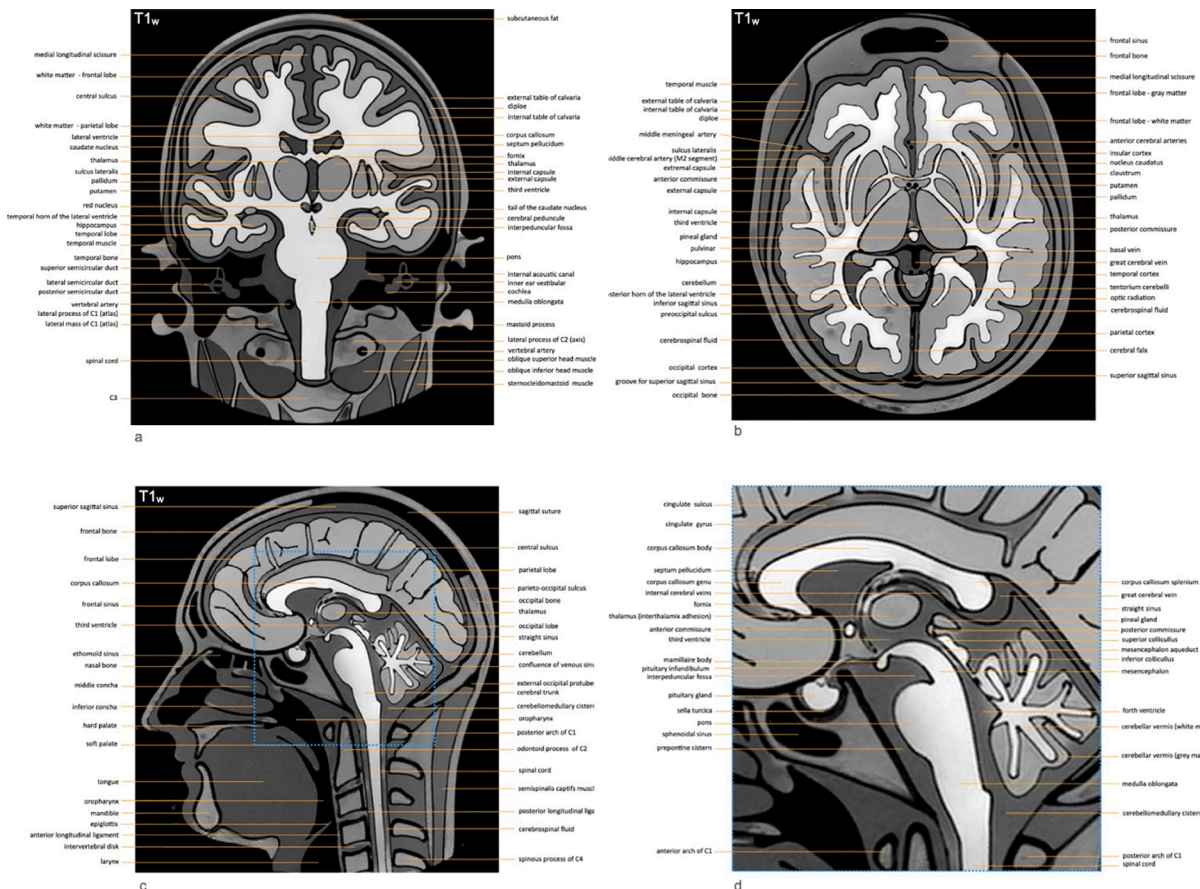 T1w
subcutaneous fat
medial longitudinal scissure
white matter - frontal lobe
central sulcus
white matter - parietal lobe
lateral ventricle
caudate nucleus
thalamus
sulcus lateralis
pallidum
putamen
red nucleus
temporal horn of the lateral ventricle
hippocampus
temporal lobe
temporal muscle
temporal bone
superior semicircular duct
lateral semicircular duct
posterior semicircular duct
vertebral artery
lateral process of C1 (atlas)
lateral mass of C1 (atlas)
spinal cord
C3
external table of calvaria
diploe
internal table of calvaria
corpus callosum
septum pellucidum
fornix
thalamus
internal capsule
external capsule
third ventricle
tail of the caudate nucleus
cerebral peduncule
interpeduncular fossa
pons
internal acoustic canal
inner ear vestibular
cochlea
medulla oblongata
mastoid process
lateral process of C2 (axis)
vertebral artery
oblique superior head muscle
oblique inferior head muscle
sternocleidomastoid muscle
a
T1w
temporal muscle
external table of calvaria
internal table of calvaria
diploe
middle meningeal artery
sulcus lateralis
iddle cerebral artery (M2 segment)
extremal capsule
anterior commissure
external capsule
internal capsule
third ventricle
pineal gland
pulvinar
hippocampus
cerebellum
sterior horn of the lateral ventricle
inferior sagittal sinus
preoccipital sulcus
cerebrospinal fluid
occipital cortex
groove for superior sagittal sinus
occipital bone
frontal sinus
frontal bone
medial longitudinal scissure
frontal lobe - gray matter
frontal lobe - white matter
anterior cerebral arteries
insular cortex
nucleus caudatus
claustrum
putamen
pallidum
thalamus
posterior commissure
basal vein
great cerebral vein
temporal cortex
tentorium cerebelli
optic radiation
cerebrospinal fluid
parietal cortex
cerebral falx
superior sagittal sinus
b
T1w
superior sagittal sinus
frontal bone
frontal lobe
corpus callosum
frontal sinus
third ventricle
ethomoid sinus
nasal bone
middle concha
inferior concha
hard palate
soft palate
tongue
oropharynx
mandible
epiglottis
anterior longitudinal ligament
intervertebral disk
larynx
sagittal suture
central sulcus
parietal lobe
parieto-occipital sulcus
occipital bone
thalamus
occipital lobe
straight sinus
cerebellum
confluence of venous sin
external occipital protube
cerebral trunk
cerebellomedullary cistern
oropharynx
posterior arch of C1
odontoid process of C2
spinal cord
semispinalis captifs muscl
posterior longitudinal liga
cerebrospinal fluid
spinous process of C4
c
cingulate sulcus
cingulate gyrus
corpus callosum body
septum pellucidum
corpus callosum genu
internal cerebral veins
fornix
thalamus (interthalamix adhesion)
anterior commissure
third ventricle
mamillaire body
pituitary infundibulum
interpeduncular fossa
pituitary gland
sella turcica
pons
sphenoidal sinus
prepontine cistern
anterior arch of C1
corpus callosum splenium
great cerebral vein
straight sinus
pineal gland
posterior commissure
superior colliculus
mesencephalon aqueduct
inferior collicullus
mesencephalon
forth ventricle
cerebellar vermis (white m
cerebellar vermis (grey ma
medulla oblongata
cerebellomedullary cistern
posterior arch of C1
spinal cord
d